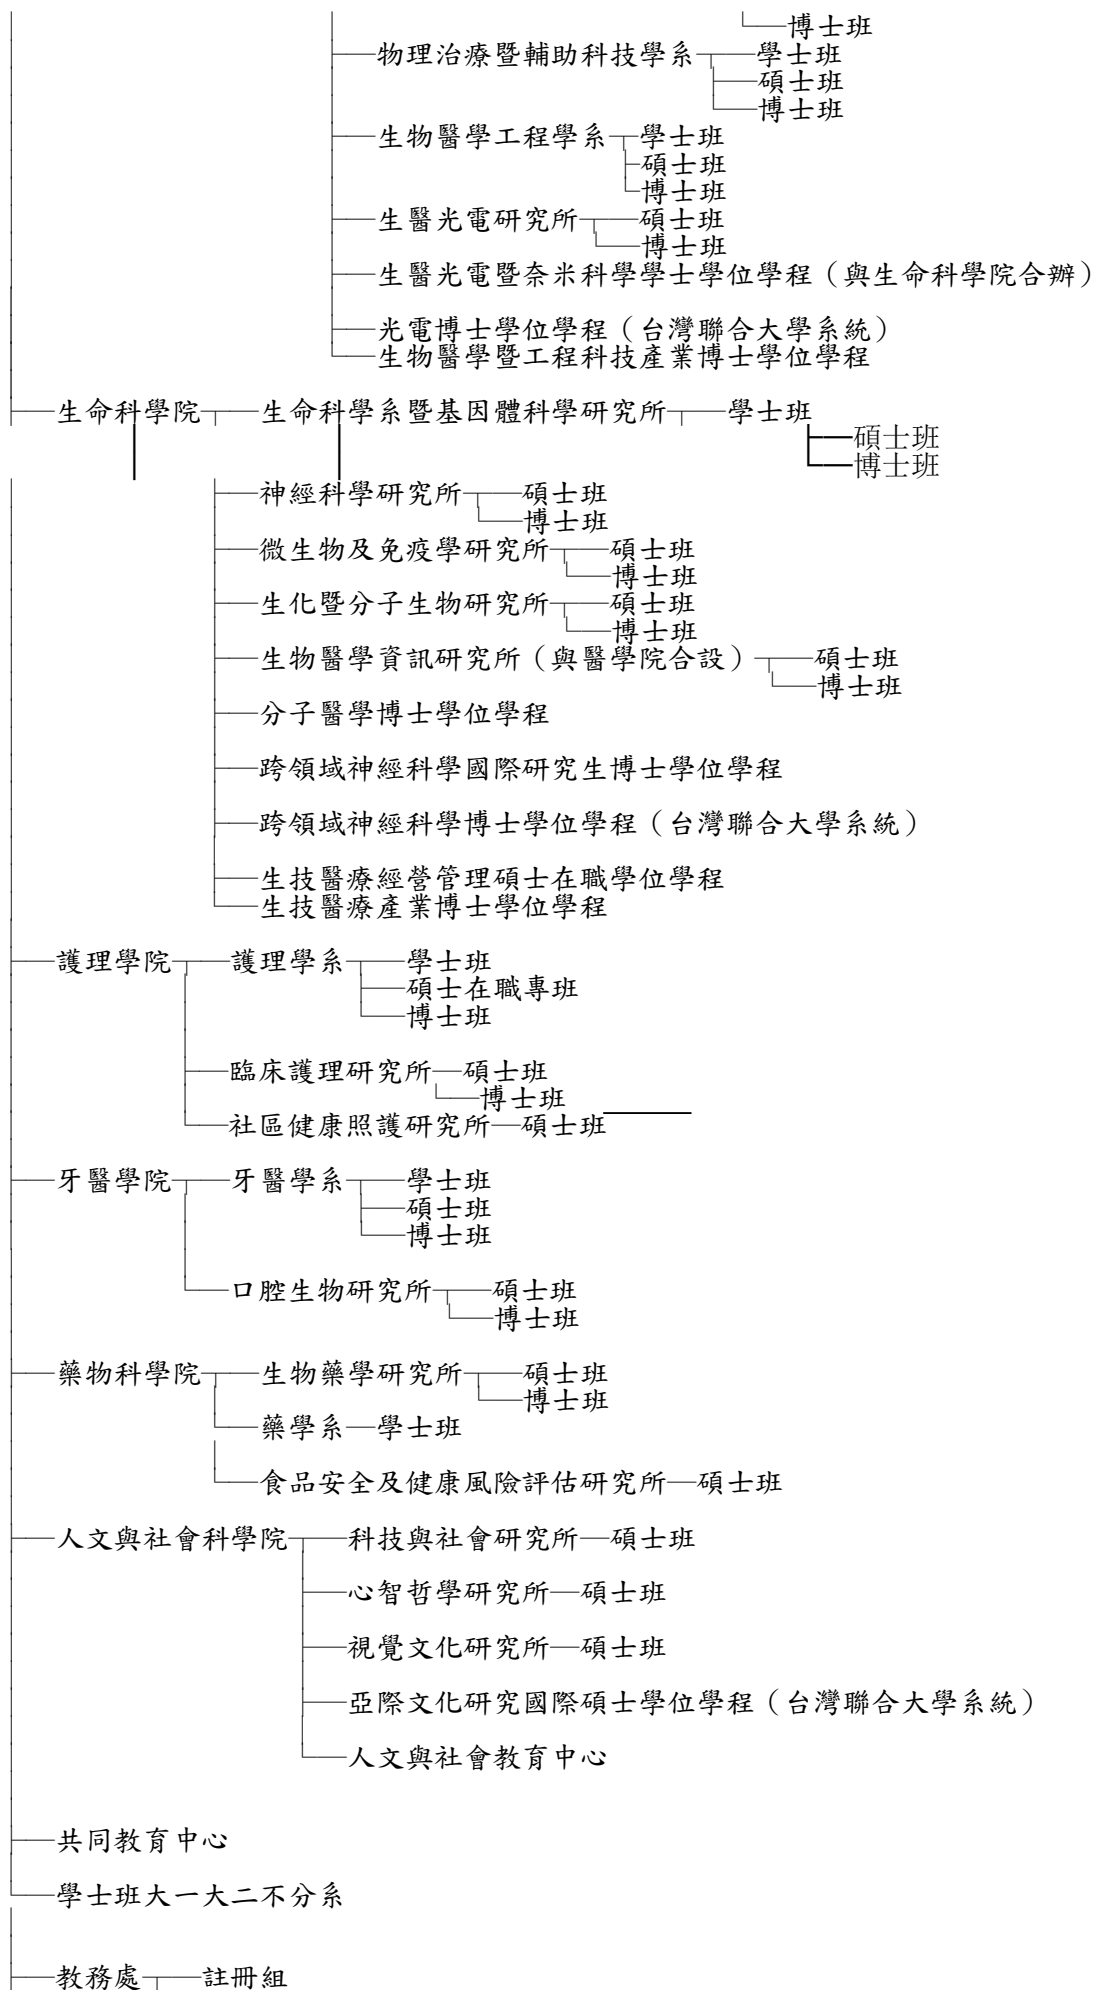 博士班
物理治療暨輔助科技學系 學士班
碩士班
博士班
生物醫學工程學系 學士班
碩士班
博士班
生醫光電研究所 碩士班
博士班
生醫光電暨奈米科學學士學位學程（與生命科學院合辦）
光電博士學位學程（台灣聯合大學系統）
生物醫學暨工程科技產業博士學位學程
生命科學院 生命科學系暨基因體科學研究所 學士班
碩士班
博士班
神經科學研究所 碩士班
博士班
微生物及免疫學研究所 碩士班
博士班
生化暨分子生物研究所 碩士班
博士班
生物醫學資訊研究所（與醫學院合設） 碩士班
博士班
分子醫學博士學位學程
跨領域神經科學國際研究生博士學位學程
跨領域神經科學博士學位學程（台灣聯合大學系統）
生技醫療經營管理碩士在職學位學程
生技醫療產業博士學位學程
護理學院 護理學系 學士班
碩士在職專班
博士班
臨床護理研究所 碩士班
博士班
社區健康照護研究所 碩士班
牙醫學院 牙醫學系 學士班
碩士班
博士班
口腔生物研究所 碩士班
博士班
藥物科學院 生物藥學研究所 碩士班
博士班
藥學系 學士班
食品安全及健康風險評估研究所 碩士班
人文與社會科學院 科技與社會研究所 碩士班
心智哲學研究所 碩士班
視覺文化研究所 碩士班
亞際文化研究國際碩士學位學程（台灣聯合大學系統）
人文與社會教育中心
共同教育中心
學士班大一大二不分系
教務處 註冊組